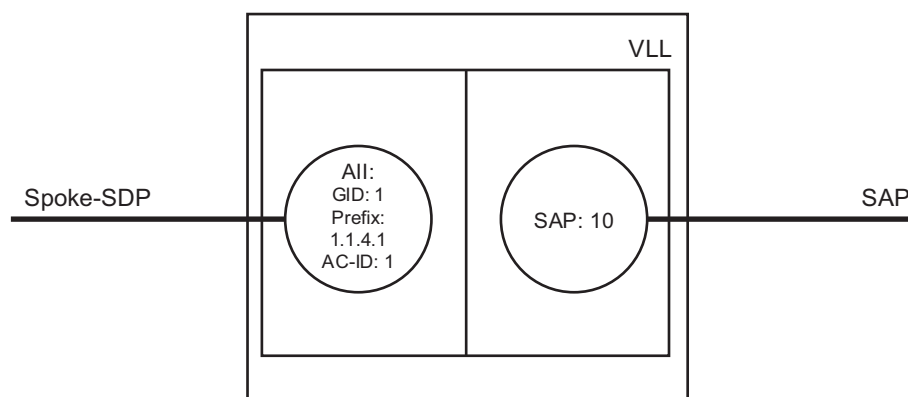 VLL
Spoke-SDP
AII:
GID: 1
Prefix:
1.1.4.1
AC-ID: 1
SAP: 10
SAP